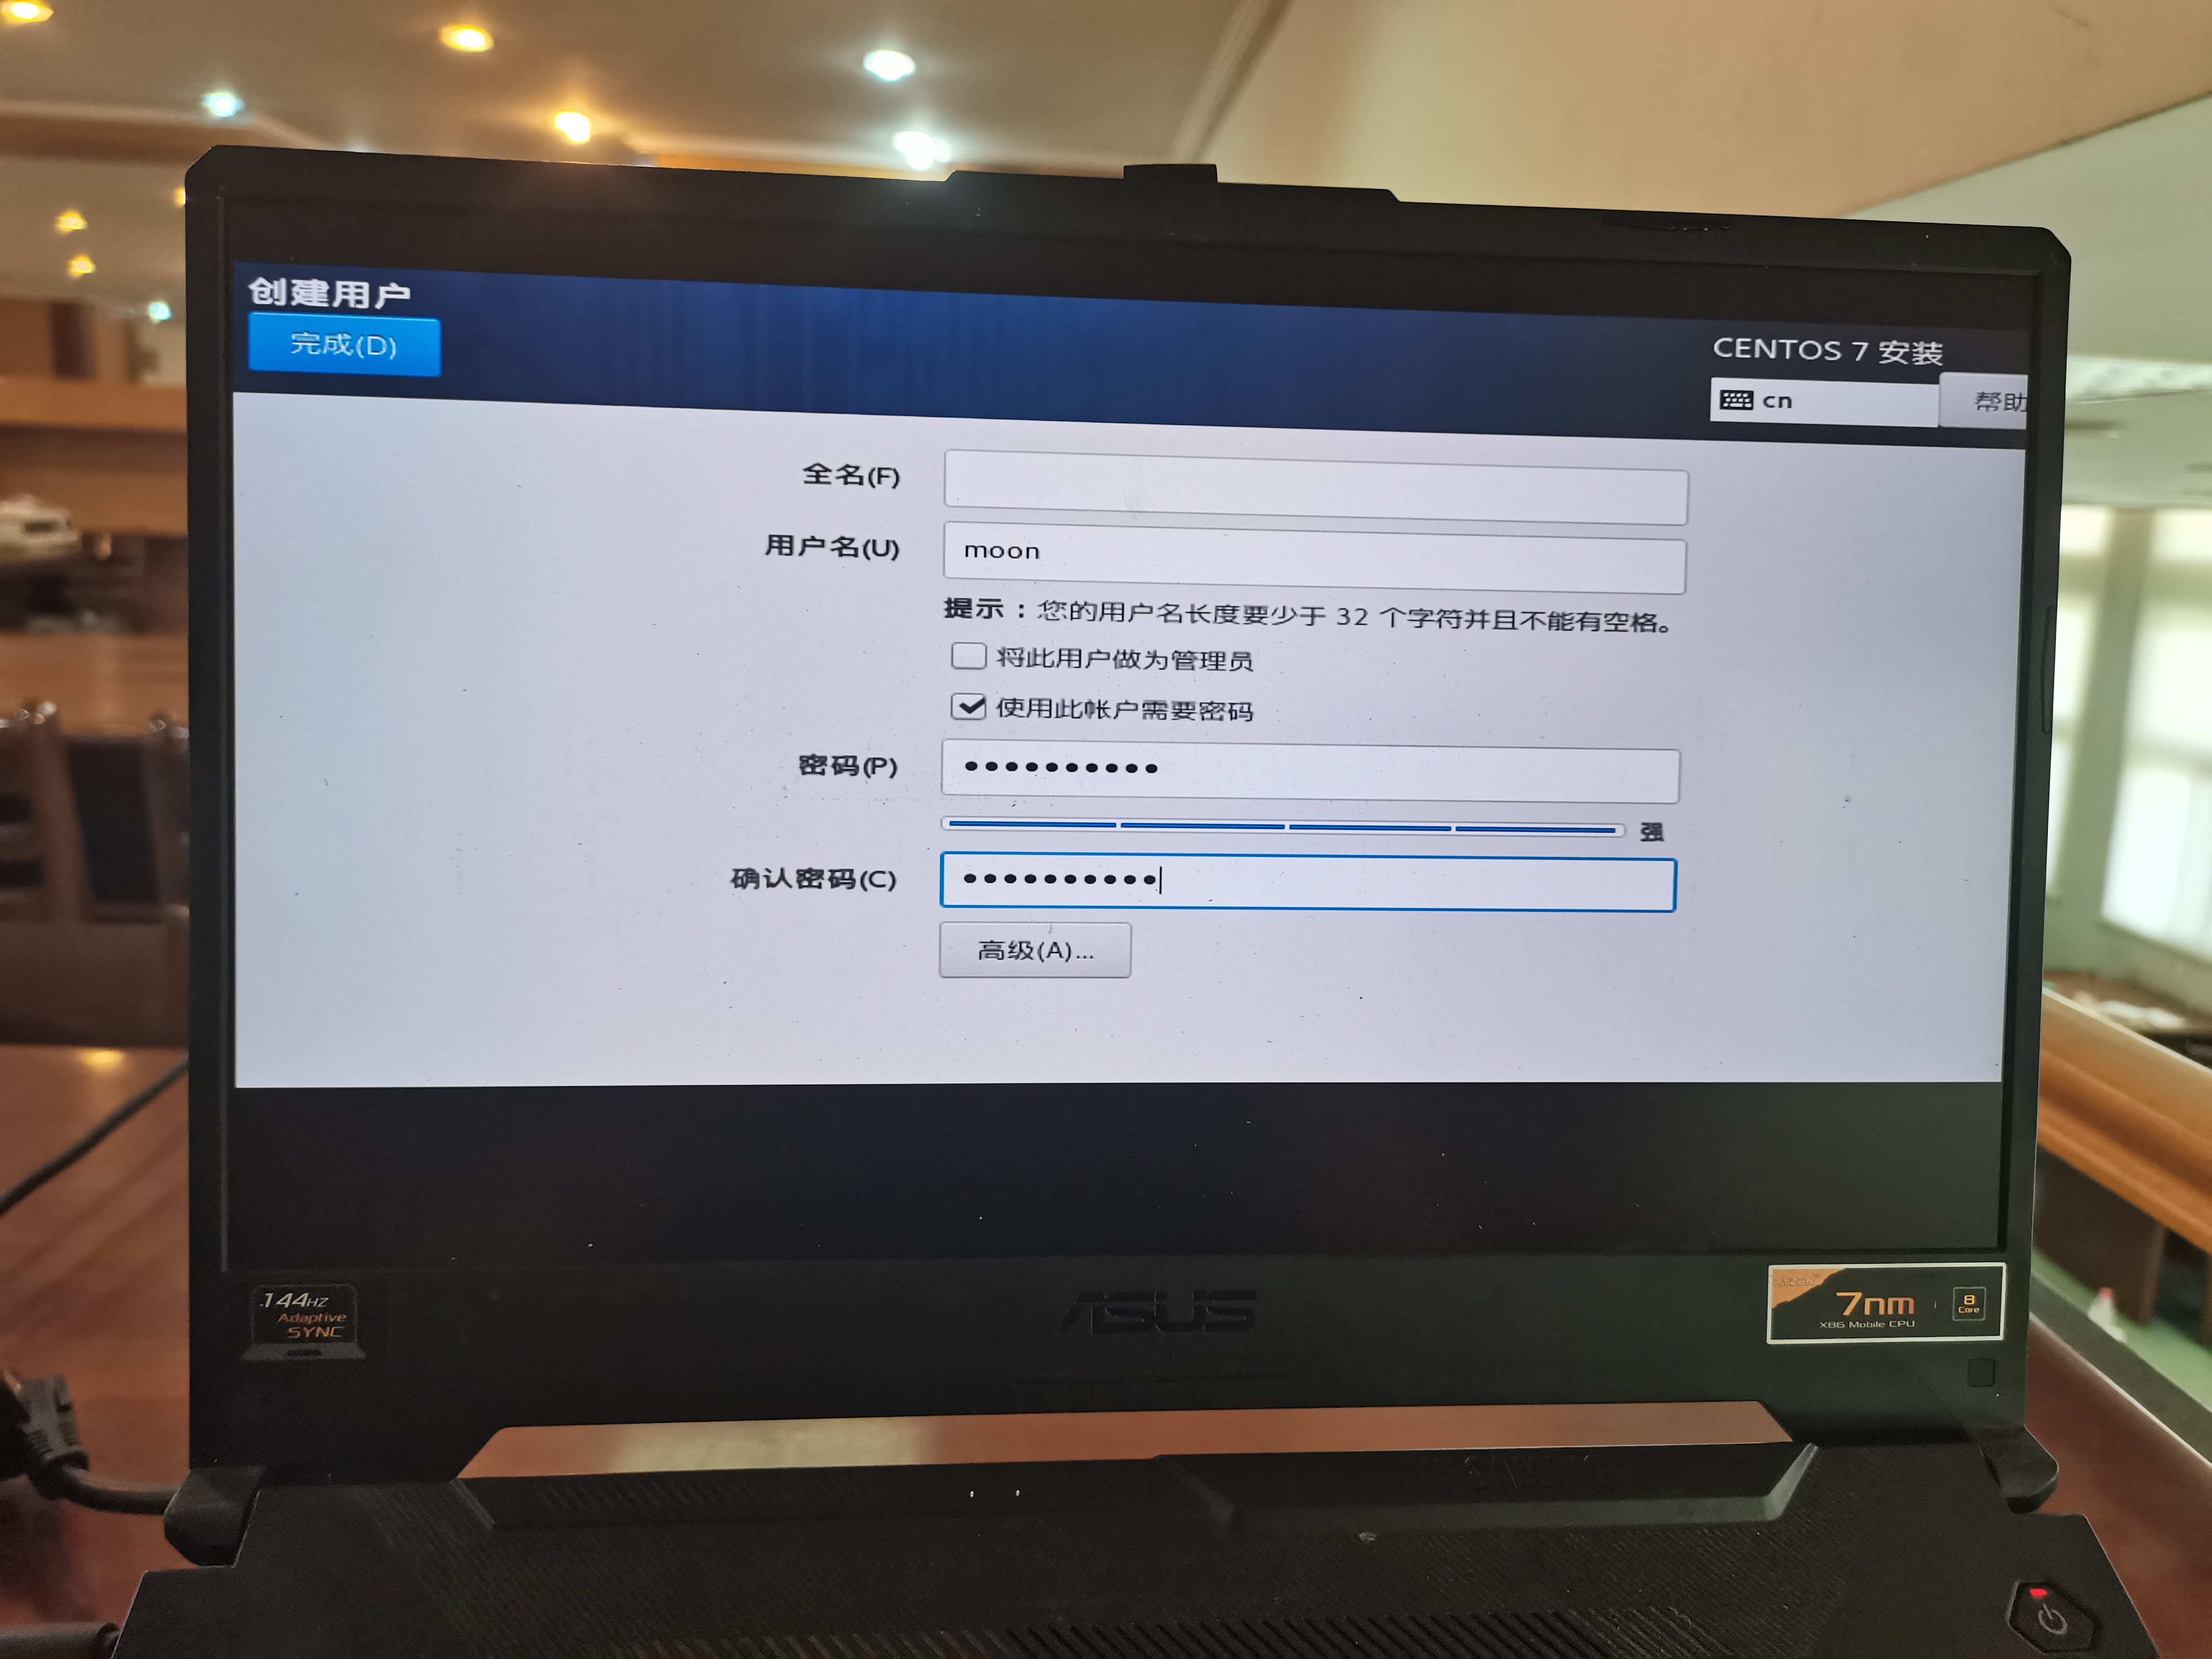 创建用户
完成(D)
CENTOS 7 安装
cn
帮助
全名(F)
用户名(U)
moon
提示：您的用户名长度要少于 32 个字符并且不能有空格。
将此用户做为管理员
使用此帐户需要密码
密码(P)
●●●●●●●●●●
强
确认密码(C)
●●●●●●●●●●
高级(A)...
144HZ
Adaptive
SYNC
ASUS
RYZEN
7nm
X86 Mobile CPU
8
Core